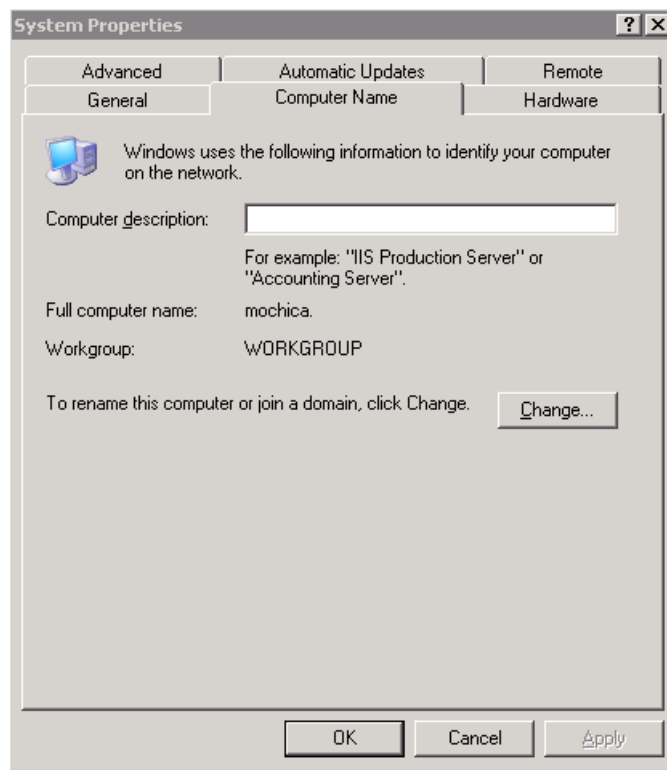 System Properties
Advanced
Automatic Updates
Remote
General
Computer Name
Hardware
Windows uses the following information to identify your computer
on the network.
Computer description:
For example: "IIS Production Server" or
"Accounting Server".
Full computer name:
mochica.
Workgroup:
WORKGROUP
To rename this computer or join a domain, click Change.
Change...
OK
Cancel
Apply